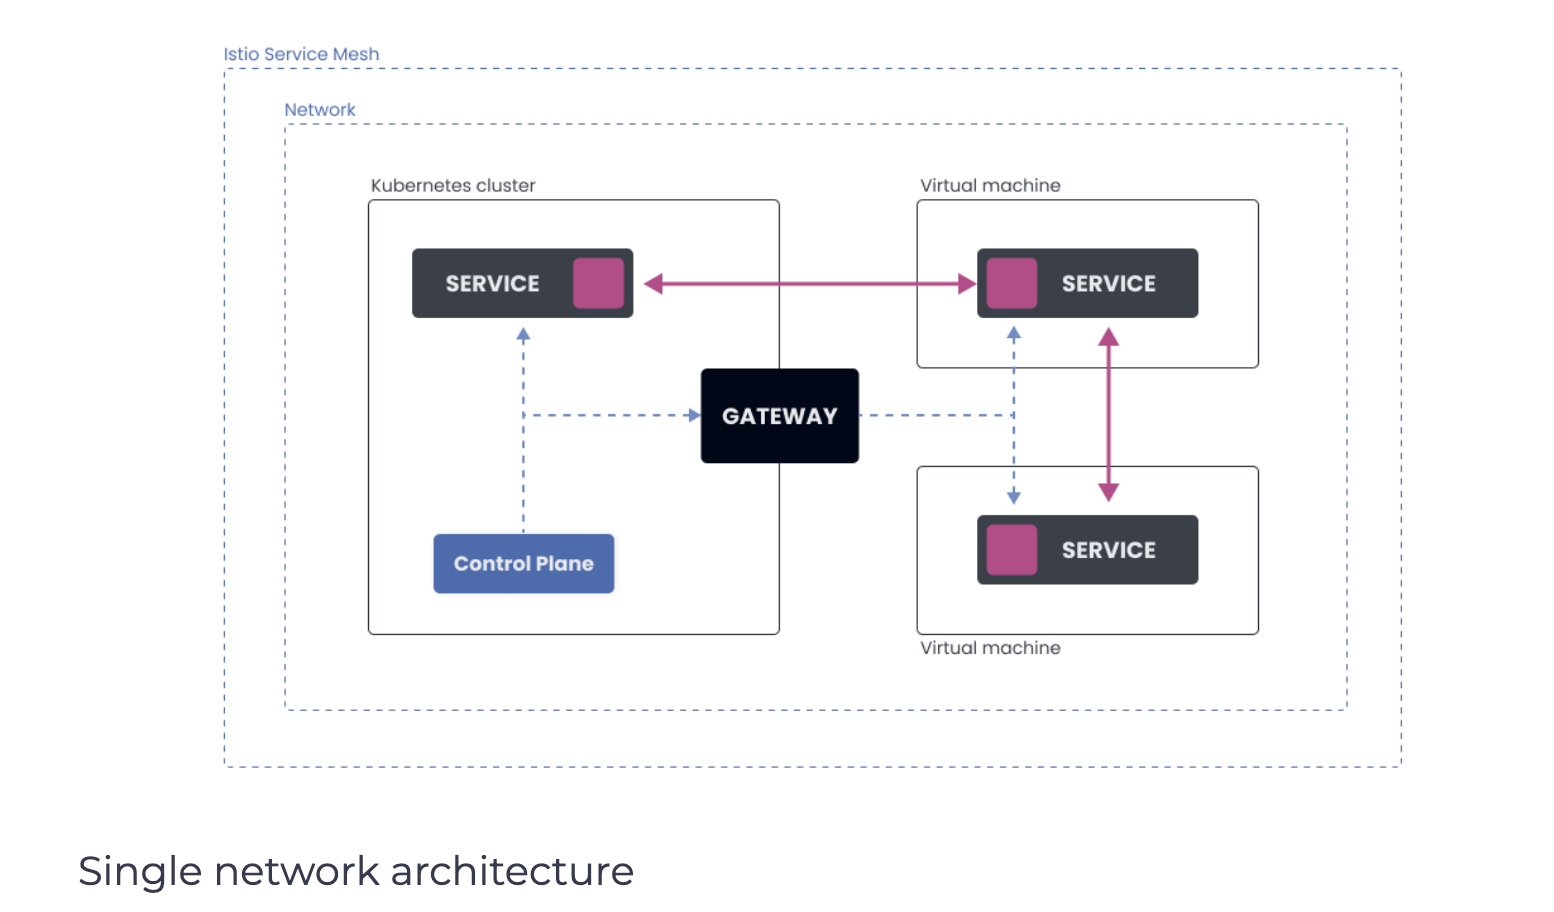 Istio Service Mesh
Network
Kubernetes cluster
Virtual machine
SERVICE
SERVICE
GATEWAY
Control Plane
SERVICE
Virtual machine
Single network architecture